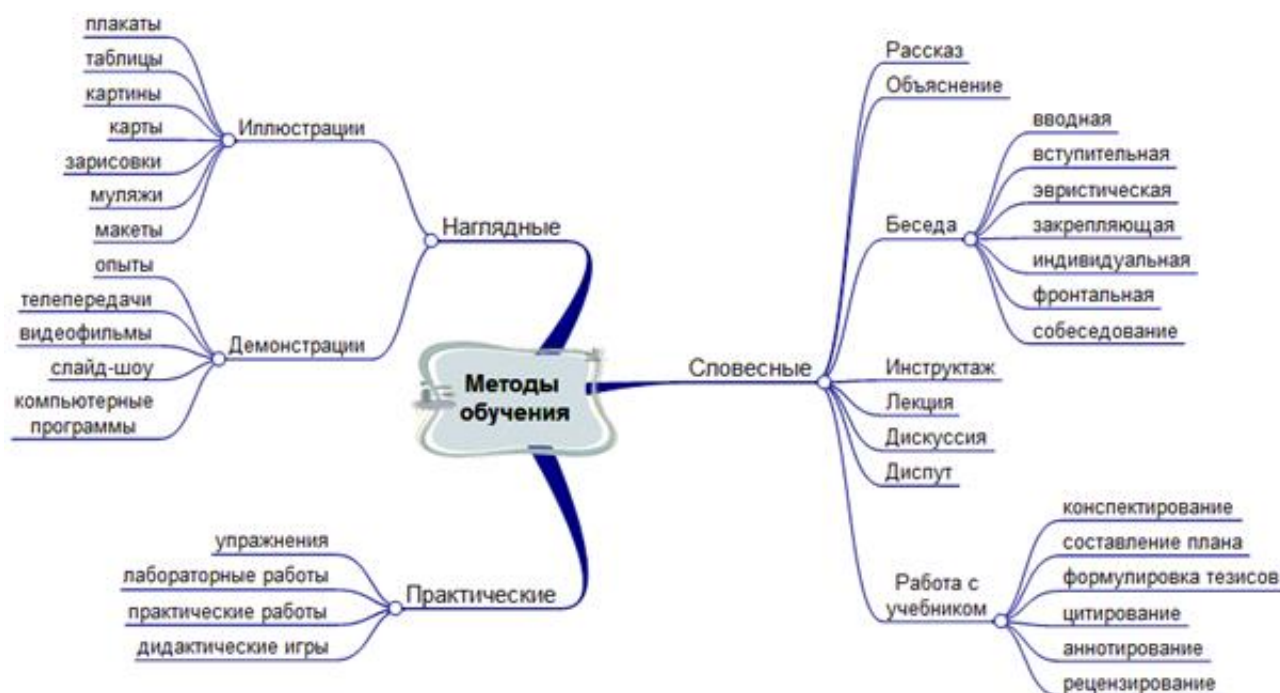 плакаты
таблицы
картины
карты
зарисовки
муляжи
макеты
Иллюстрации
опыты
телепередачи
видеофильмы
слайд-шоу
компьютерные
программы
Демонстрации
Наглядные
Методы
обучения
упражнения
лабораторные работы
практические работы
дидактические игры
Практические
Словесные
Рассказ
Объяснение
Беседа
вводная
вступительная
эвристическая
закрепляющая
индивидуальная
фронтальная
собеседование
Инструктаж
Лекция
Дискуссия
Диспут
Работа с
учебником
конспектирование
составление плана
формулировка тезисов
цитирование
аннотирование
рецензирование